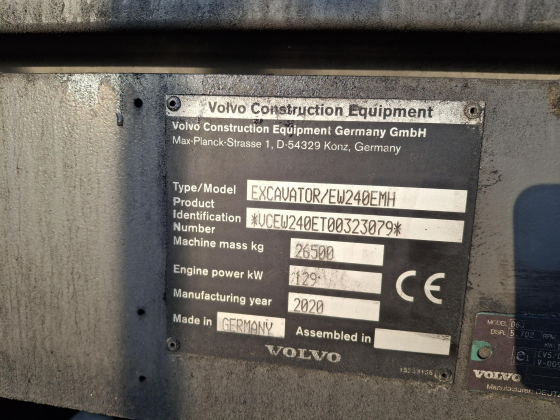 Volvo Construction Equipment
Volvo Construction Equipment Germany GmbH
Max-Planck-Strasse 1, D-54329 Konz, Germany
Type/Model EXCAVATOR/EW240EMH
Product
Identification *VCEW240ET00323079*
Number
Machine mass kg 26500
Engine power kW 129
Manufacturing year 2020
CE
Made in GERMANY Assembled in
VOLVO
MODEL
VOLVO
Manufacturer